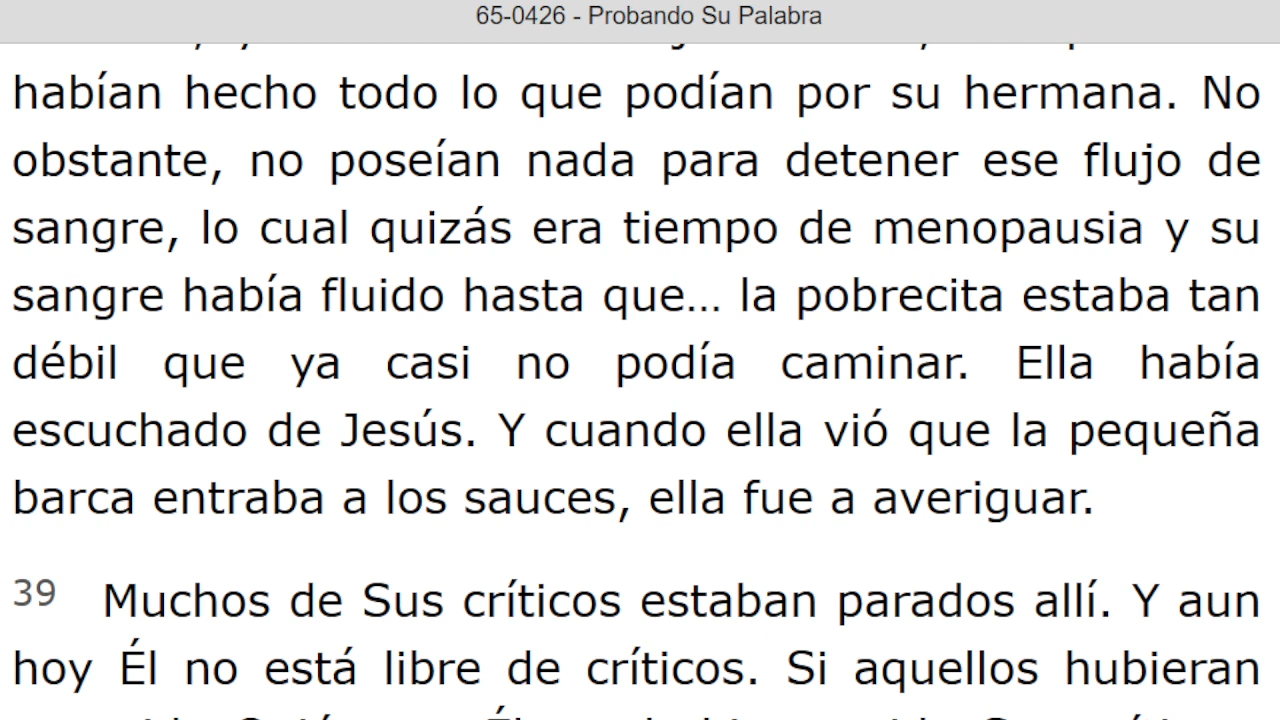 65-0426 - Probando Su Palabra
habían hecho todo lo que podían por su hermana. No
obstante, no poseían nada para detener ese flujo de
sangre, lo cual quizás era tiempo de menopausia y su
sangre había fluido hasta que... la pobrecita estaba tan
débil que ya casi no podía caminar. Ella había
escuchado de Jesús. Y cuando ella vió que la pequeña
barca entraba a los sauces, ella fue a averiguar.
39 Muchos de Sus críticos estaban parados allí. Y aun
hoy Él no está libre de críticos. Si aquellos hubieran